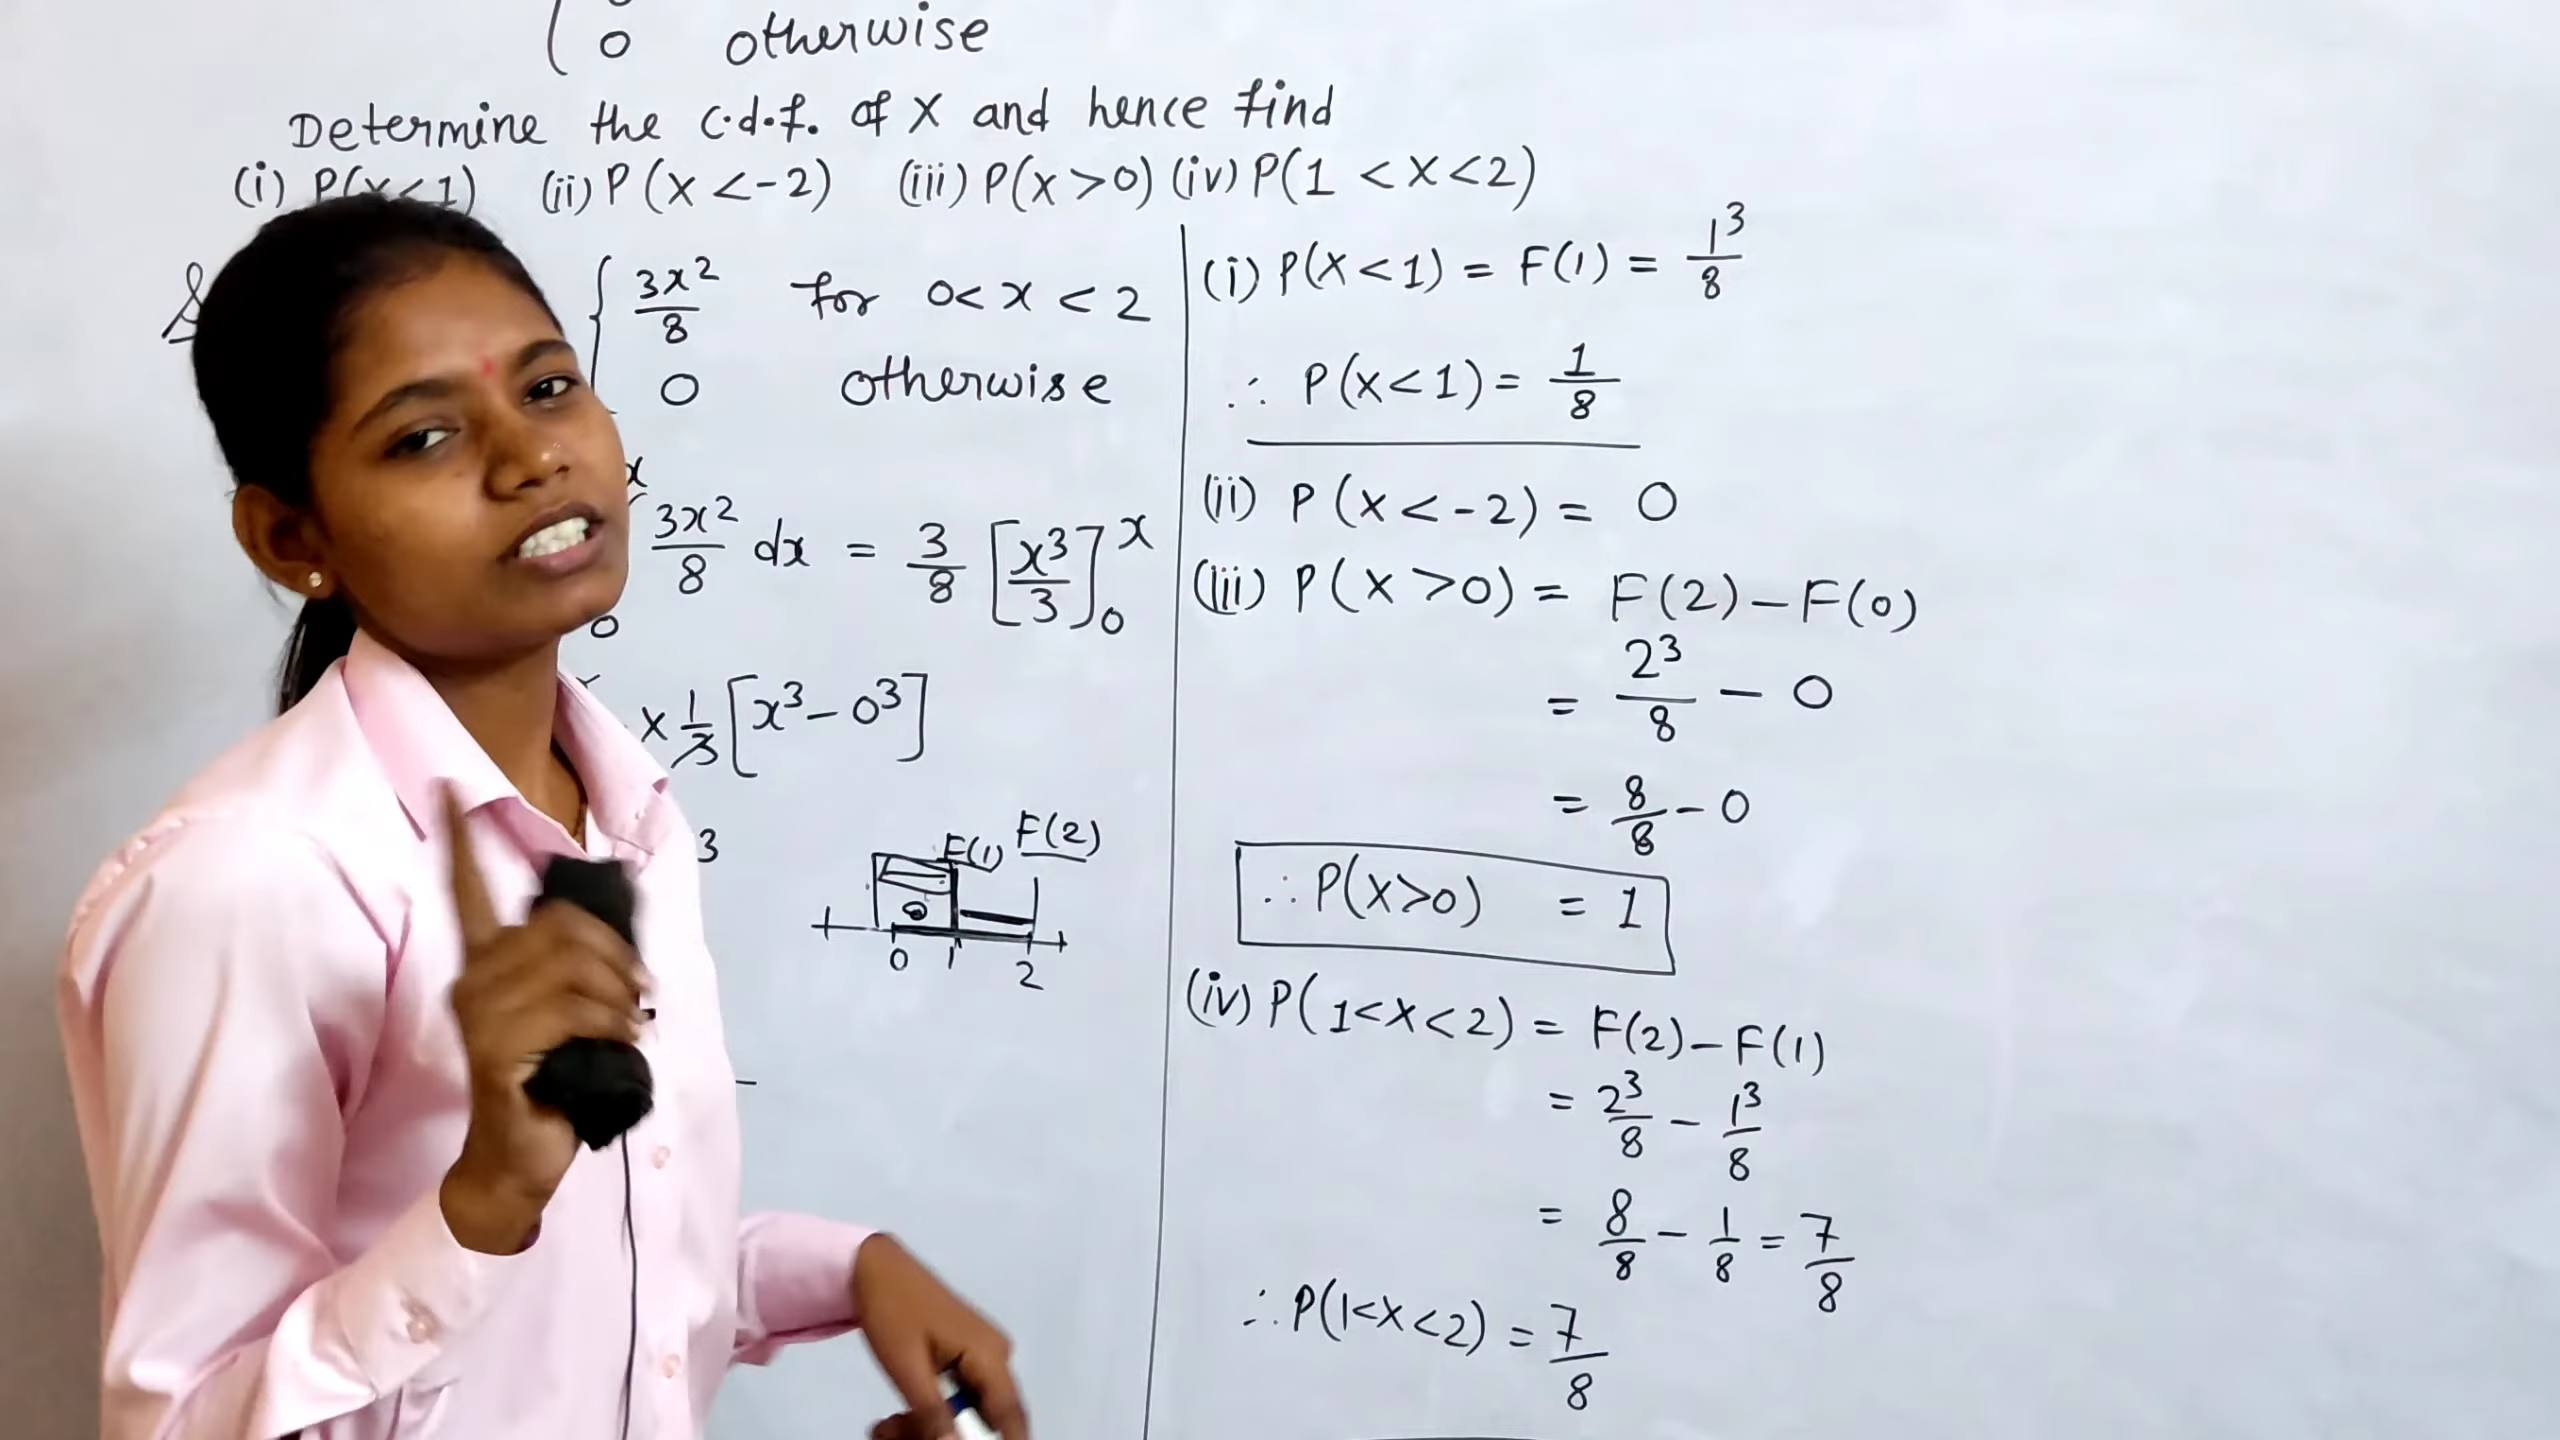 0 otherwise
Determine the c.d.f. of X and hence find
(i) P(X<1) (ii) P(X<-2) (iii) P(X>0) (iv) P(1<X<2)
{ 3x²/8 for 0<x<2
0 otherwise
x
3x²/8 dx = 3/8 [x³/3]₀ˣ
0
× 1/3 [x³ - 0³]
3
F(1) F(2)
0 1 2
(i) P(X<1) = F(1) = 1³/8
∴ P(X<1) = 1/8
(ii) P(X<-2) = 0
(iii) P(X>0) = F(2) - F(0)
= 2³/8 - 0
= 8/8 - 0
∴ P(X>0) = 1
(iv) P(1<X<2) = F(2) - F(1)
= 2³/8 - 1³/8
= 8/8 - 1/8 = 7/8
∴ P(1<X<2) = 7/8